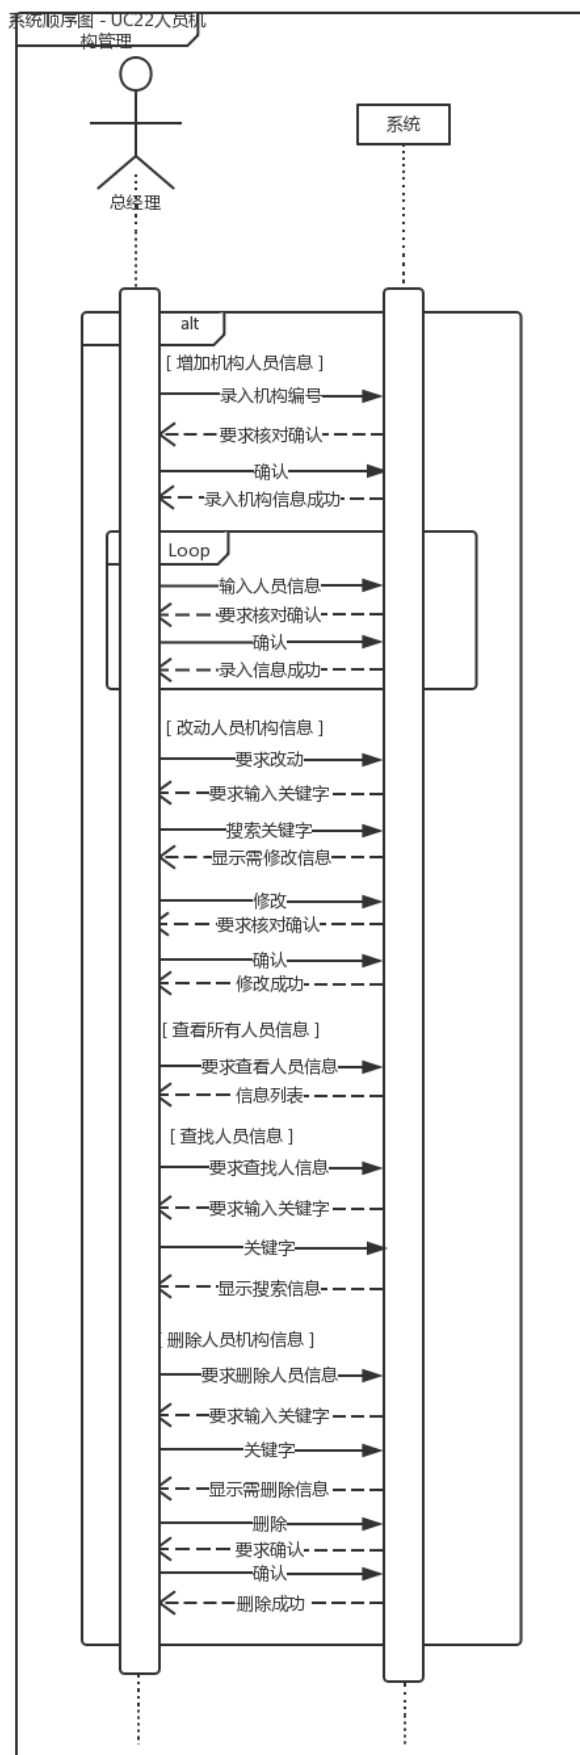 系统顺序图 - UC22人员机
构管理
系统
总经理
alt
[ 增加机构人员信息 ]
录入机构编号
要求核对确认
确认
录入机构信息成功
Loop
输入人员信息
要求核对确认
确认
录入信息成功
[ 改动人员机构信息 ]
要求改动
要求输入关键字
搜索关键字
显示需修改信息
修改
要求核对确认
确认
修改成功
[ 查看所有人员信息 ]
要求查看人员信息
信息列表
[ 查找人员信息 ]
要求查找人信息
要求输入关键字
关键字
显示搜索信息
[ 删除人员机构信息 ]
要求删除人员信息
要求输入关键字
关键字
显示需删除信息
删除
要求确认
确认
删除成功